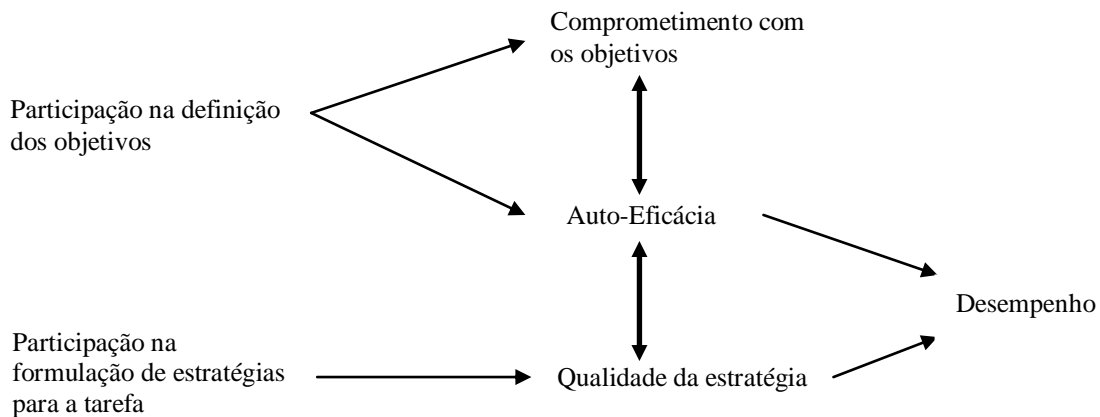 Comprometimento com
os objetivos
Participação na definição
dos objetivos
Auto-Eficácia
Desempenho
Participação na
formulação de estratégias
para a tarefa
Qualidade da estratégia